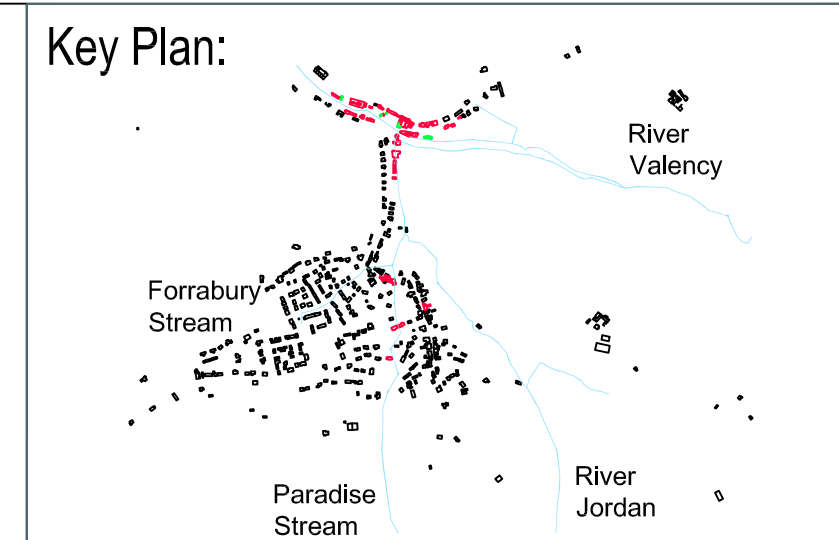 Key Plan:
River
Valency
Forrabury
Stream
Paradise
Stream
River
Jordan